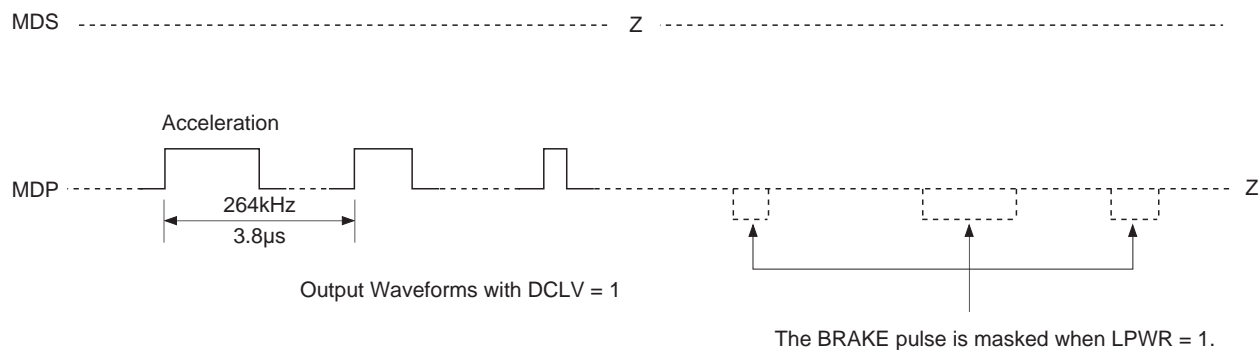 MDS Z
Acceleration
MDP Z
264kHz
3.8μs
Output Waveforms with DCLV = 1
The BRAKE pulse is masked when LPWR = 1.